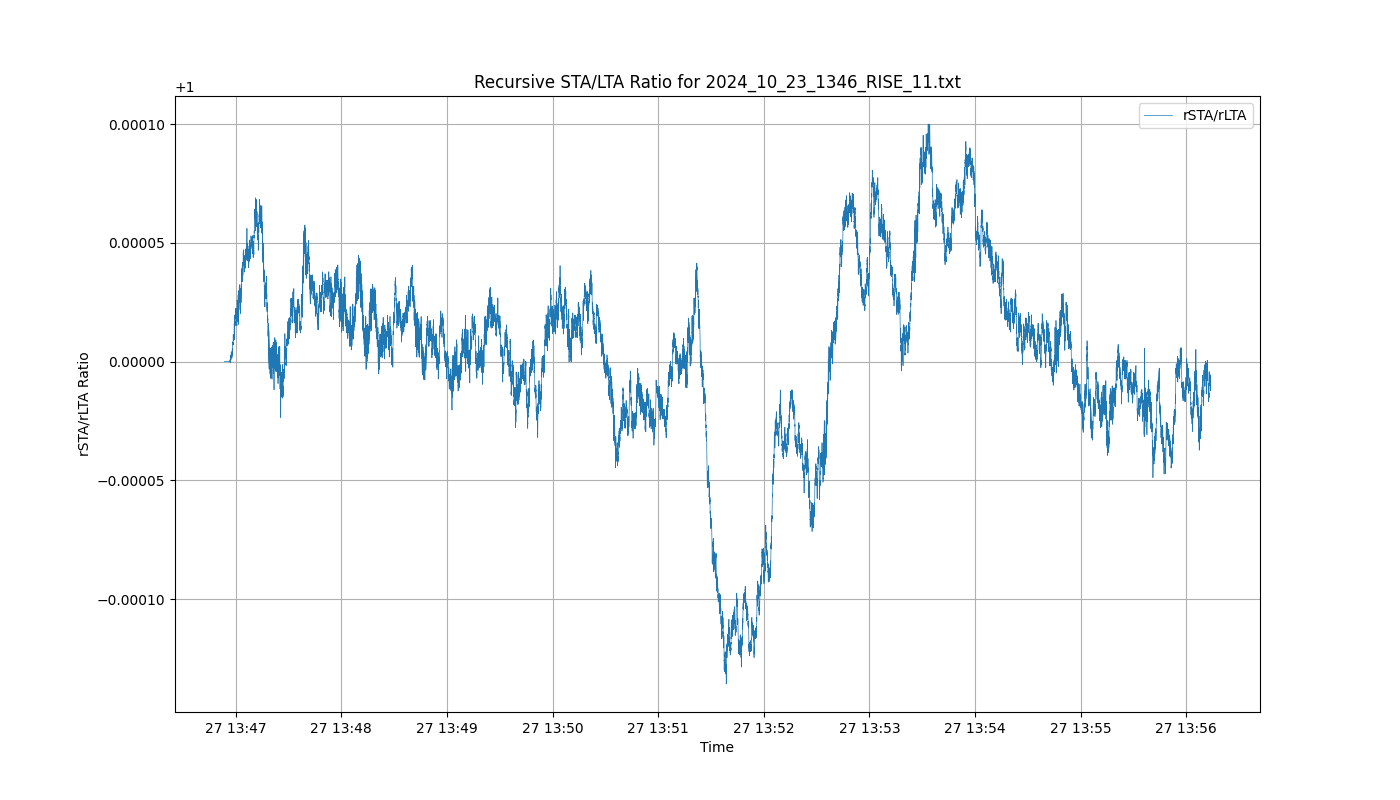 Recursive STA/LTA Ratio for 2024_10_23_1346_RISE_11.txt
+1
rSTA/rLTA
0.00010
0.00005
0.00000
−0.00005
−0.00010
rSTA/rLTA Ratio
27 13:47 27 13:48 27 13:49 27 13:50 27 13:51 27 13:52 27 13:53 27 13:54 27 13:55 27 13:56
Time